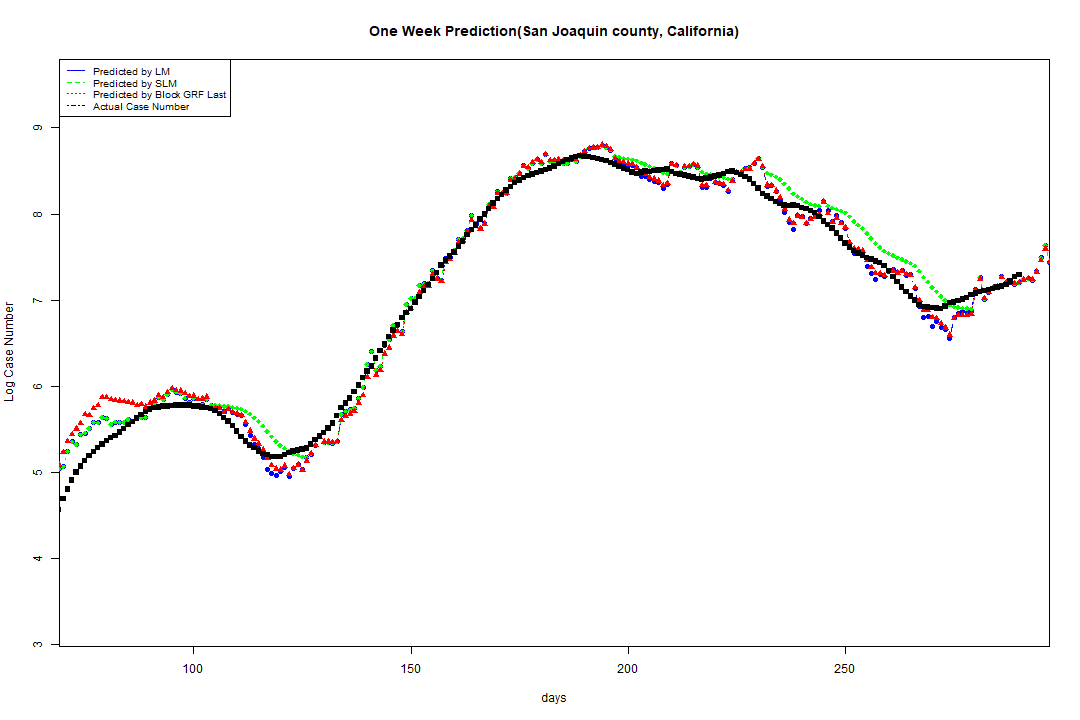 One Week Prediction(San Joaquin county, California)
Predicted by LM
Predicted by SLM
Predicted by Block GRF Last
Actual Case Number
Log Case Number
9
8
7
6
5
4
3
100
150
200
250
days